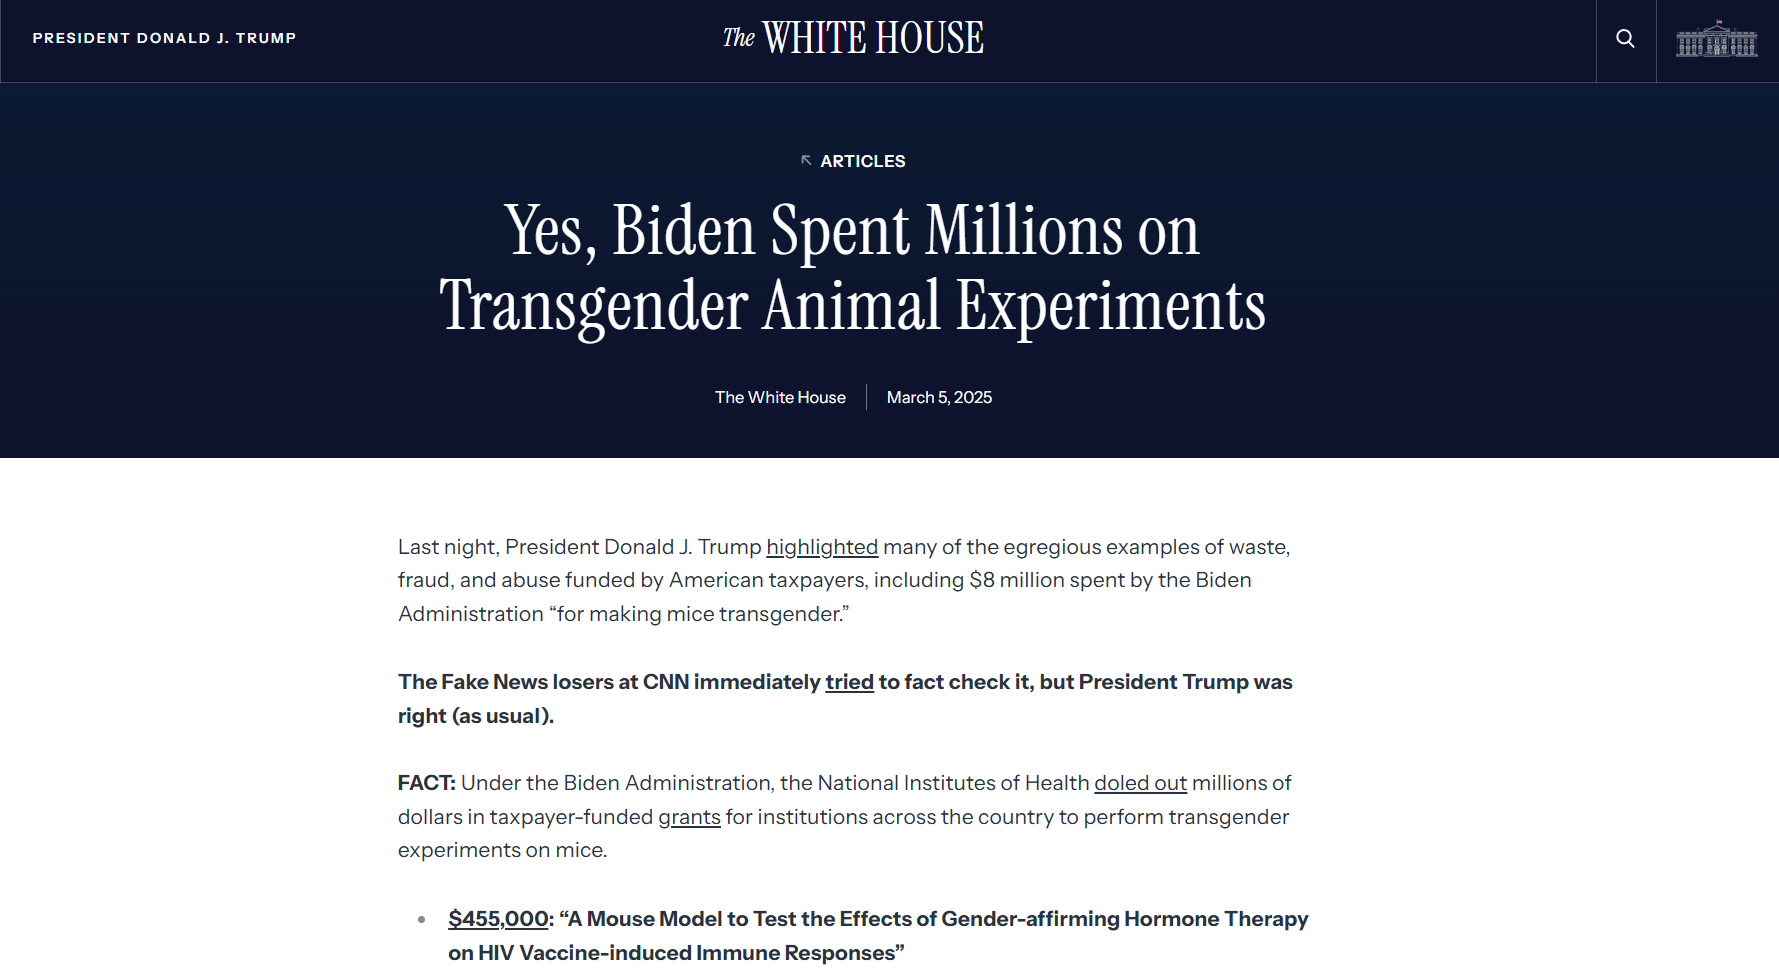 PRESIDENT DONALD J. TRUMP
The WHITE HOUSE
ARTICLES
Yes, Biden Spent Millions on
Transgender Animal Experiments
The White House
March 5, 2025
Last night, President Donald J. Trump highlighted many of the egregious examples of waste,
fraud, and abuse funded by American taxpayers, including $8 million spent by the Biden
Administration “for making mice transgender.”
The Fake News losers at CNN immediately tried to fact check it, but President Trump was
right (as usual).
FACT: Under the Biden Administration, the National Institutes of Health doled out millions of
dollars in taxpayer-funded grants for institutions across the country to perform transgender
experiments on mice.
$455,000: “A Mouse Model to Test the Effects of Gender-affirming Hormone Therapy
on HIV Vaccine-induced Immune Responses”